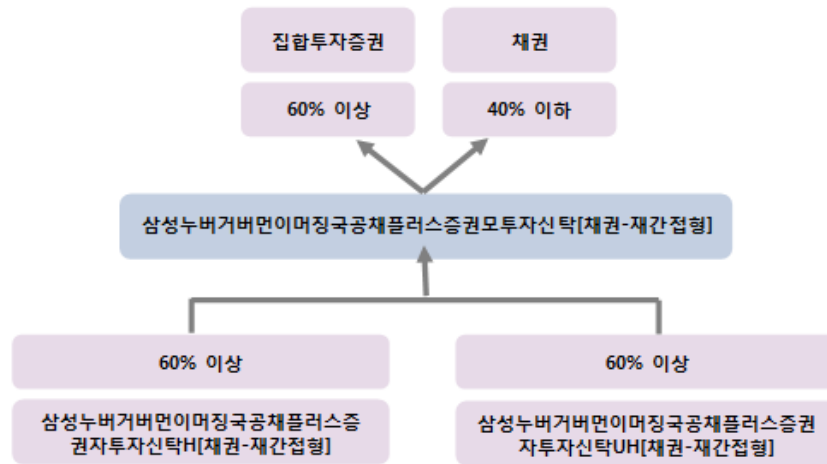 집합투자증권
채권
60% 이상
40% 이하
삼성누버거버먼이머징국공채플러스증권모투자신탁[채권-재간접형]
60% 이상
60% 이상
삼성누버거버먼이머징국공채플러스증
권자투자신탁H[채권-재간접형]
삼성누버거버먼이머징국공채플러스증권
자투자신탁UH[채권-재간접형]